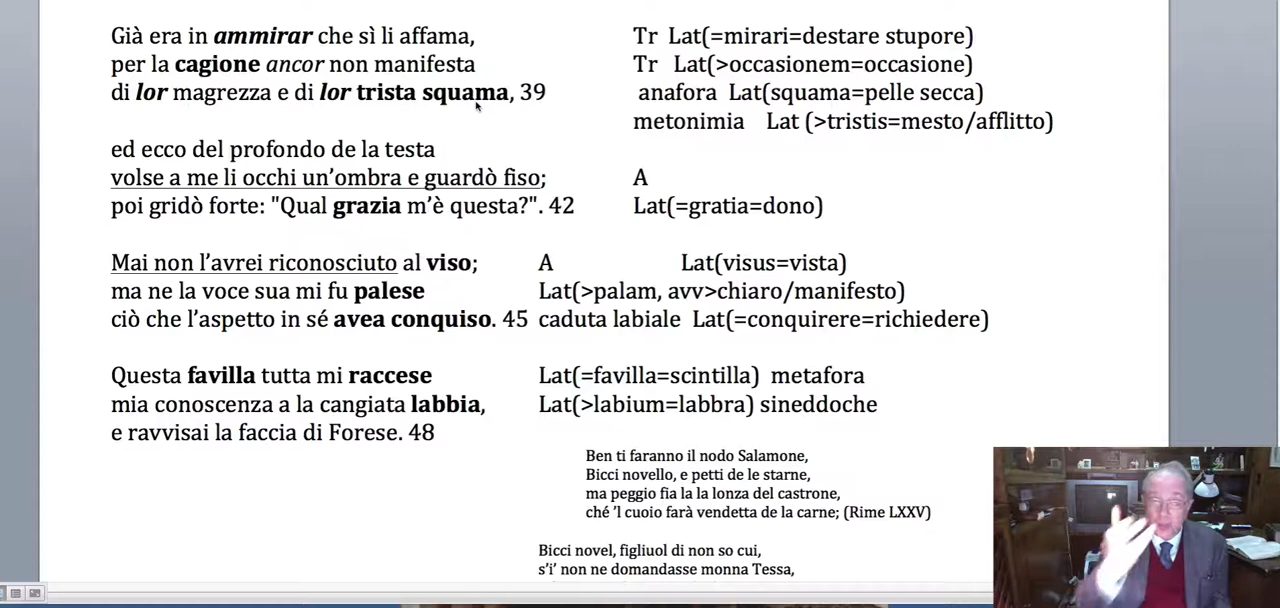 Già era in ammirar che sì li affama, Tr Lat(=mirari=destare stupore)
per la cagione ancor non manifesta Tr Lat(>occasionem=occasione)
di lor magrezza e di lor trista squama, 39 anafora Lat(squama=pelle secca)
metonimia Lat (>tristis=mesto/afflitto)
ed ecco del profondo de la testa
volse a me li occhi un'ombra e guardò fiso; A
poi gridò forte: "Qual grazia m'è questa?". 42 Lat(=gratia=dono)
Mai non l'avrei riconosciuto al viso; A Lat(visus=vista)
ma ne la voce sua mi fu palese Lat(>palam, avv>chiaro/manifesto)
ciò che l'aspetto in sé avea conquiso. 45 caduta labiale Lat(=conquirere=richiedere)
Questa favilla tutta mi raccese Lat(=favilla=scintilla) metafora
mia conoscenza a la cangiata labbia, Lat(>labium=labbra) sineddoche
e ravvisai la faccia di Forese. 48
Ben ti faranno il nodo Salamone,
Bicci novello, e petti de le starne,
ma peggio fia la la lonza del castrone,
ché 'l cuoio farà vendetta de la carne; (Rime LXXV)
Bicci novel, figliuol di non so cui,
s'i' non ne domandasse monna Tessa,